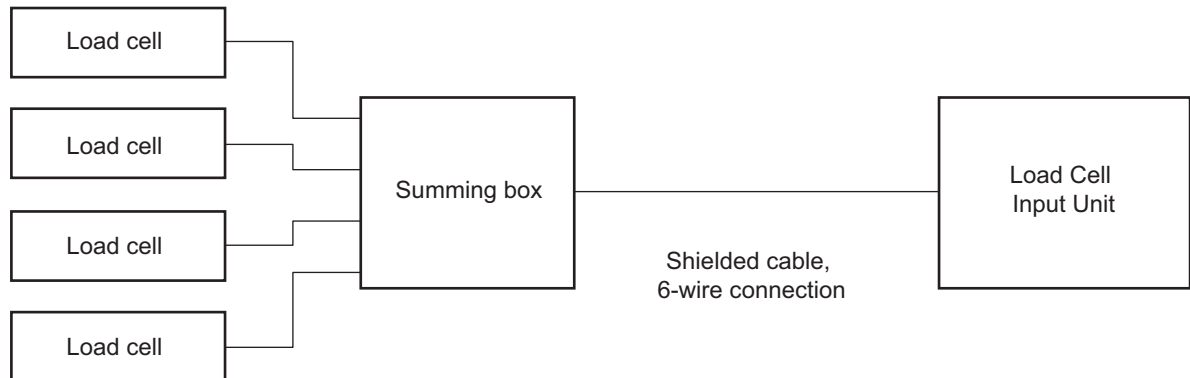 Load cell
Load cell
Load cell
Load cell
Summing box
Shielded cable,
6-wire connection
Load Cell
Input Unit